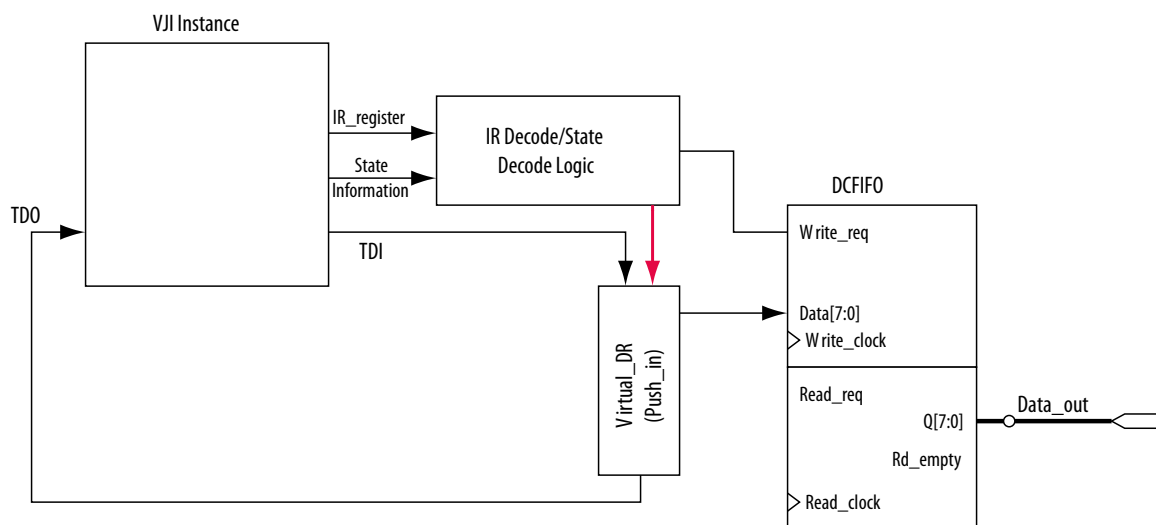 VJI Instance
IR_register
State
Information
IR Decode/State
Decode Logic
TDO
TDI
Virtual_DR
(Push_in)
DCFIFO
Write_req
Data[7:0]
Write_clock
Read_req
Q[7:0]
Rd_empty
Read_clock
Data_out